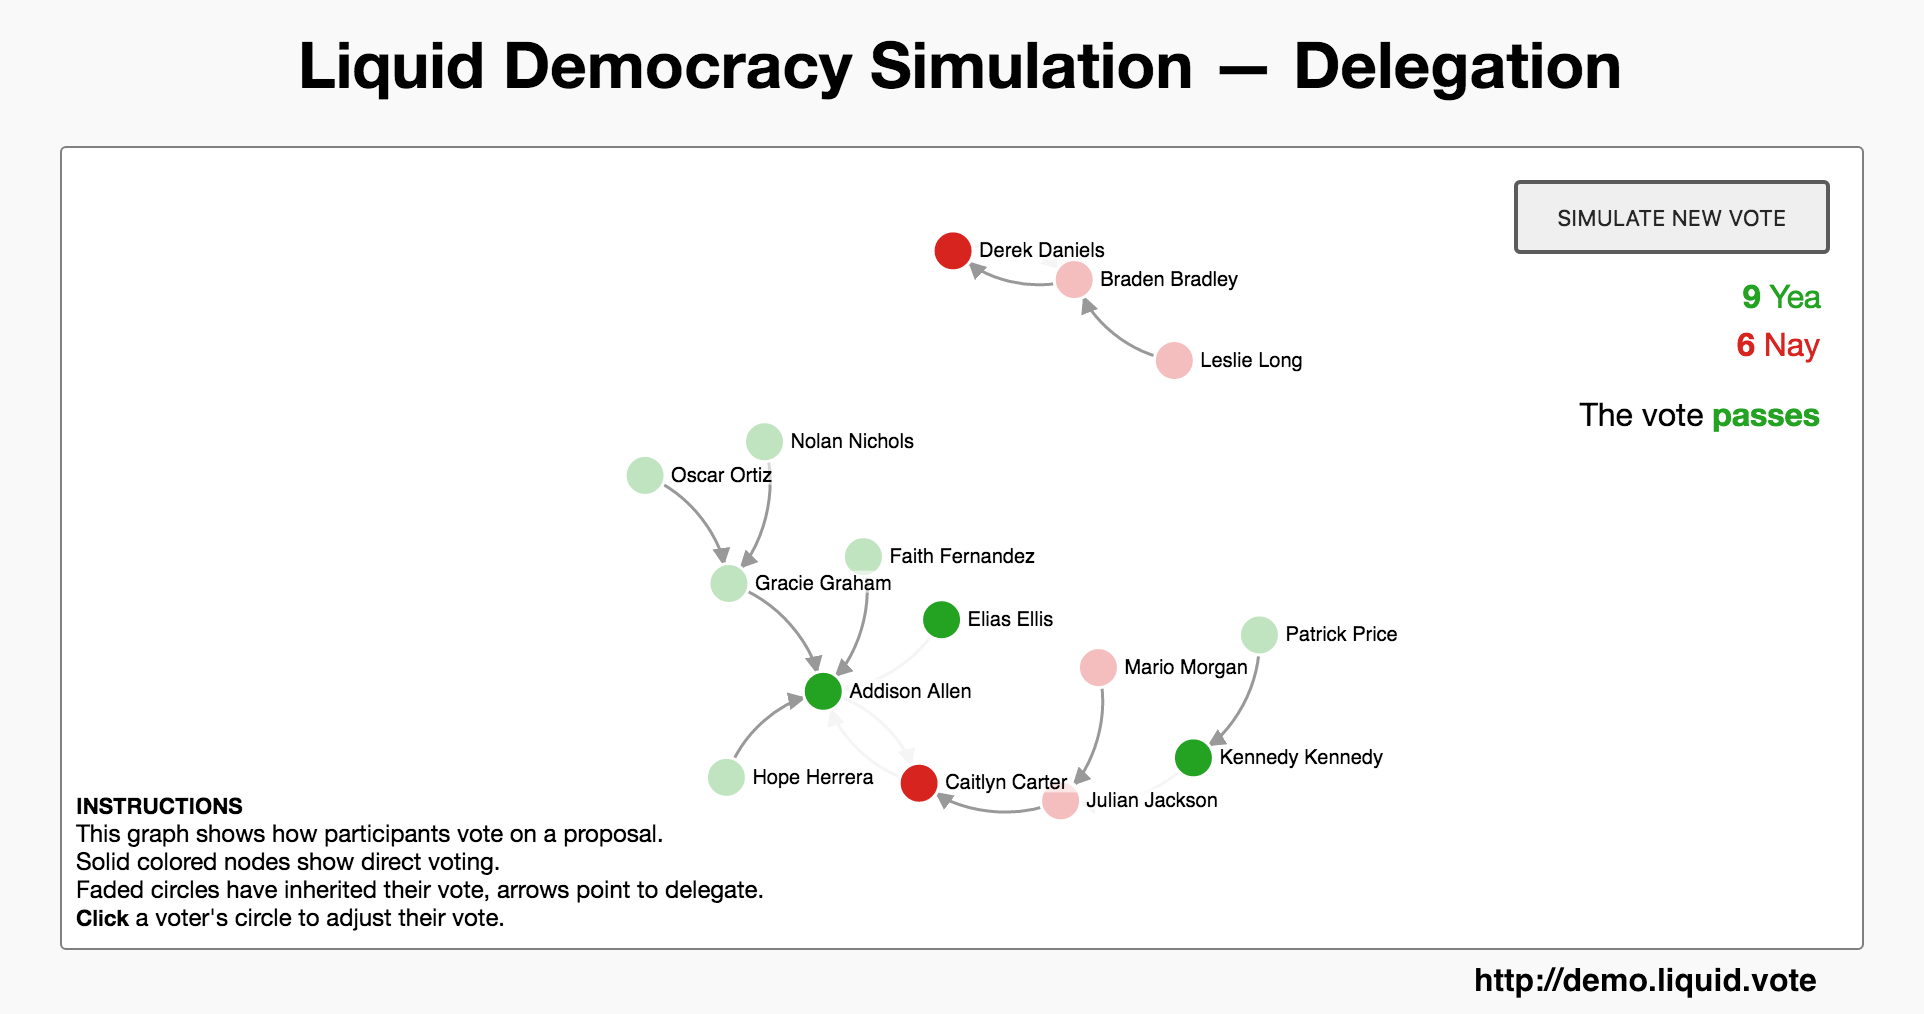 Liquid Democracy Simulation — Delegation
SIMULATE NEW VOTE
9 Yea
6 Nay
The vote passes
Derek Daniels
Braden Bradley
Leslie Long
Nolan Nichols
Oscar Ortiz
Faith Fernandez
Gracie Graham
Elias Ellis
Patrick Price
Mario Morgan
Addison Allen
Kennedy Kennedy
Hope Herrera
Caitlyn Carter
Julian Jackson
INSTRUCTIONS
This graph shows how participants vote on a proposal.
Solid colored nodes show direct voting.
Faded circles have inherited their vote, arrows point to delegate.
Click a voter's circle to adjust their vote.
http://demo.liquid.vote